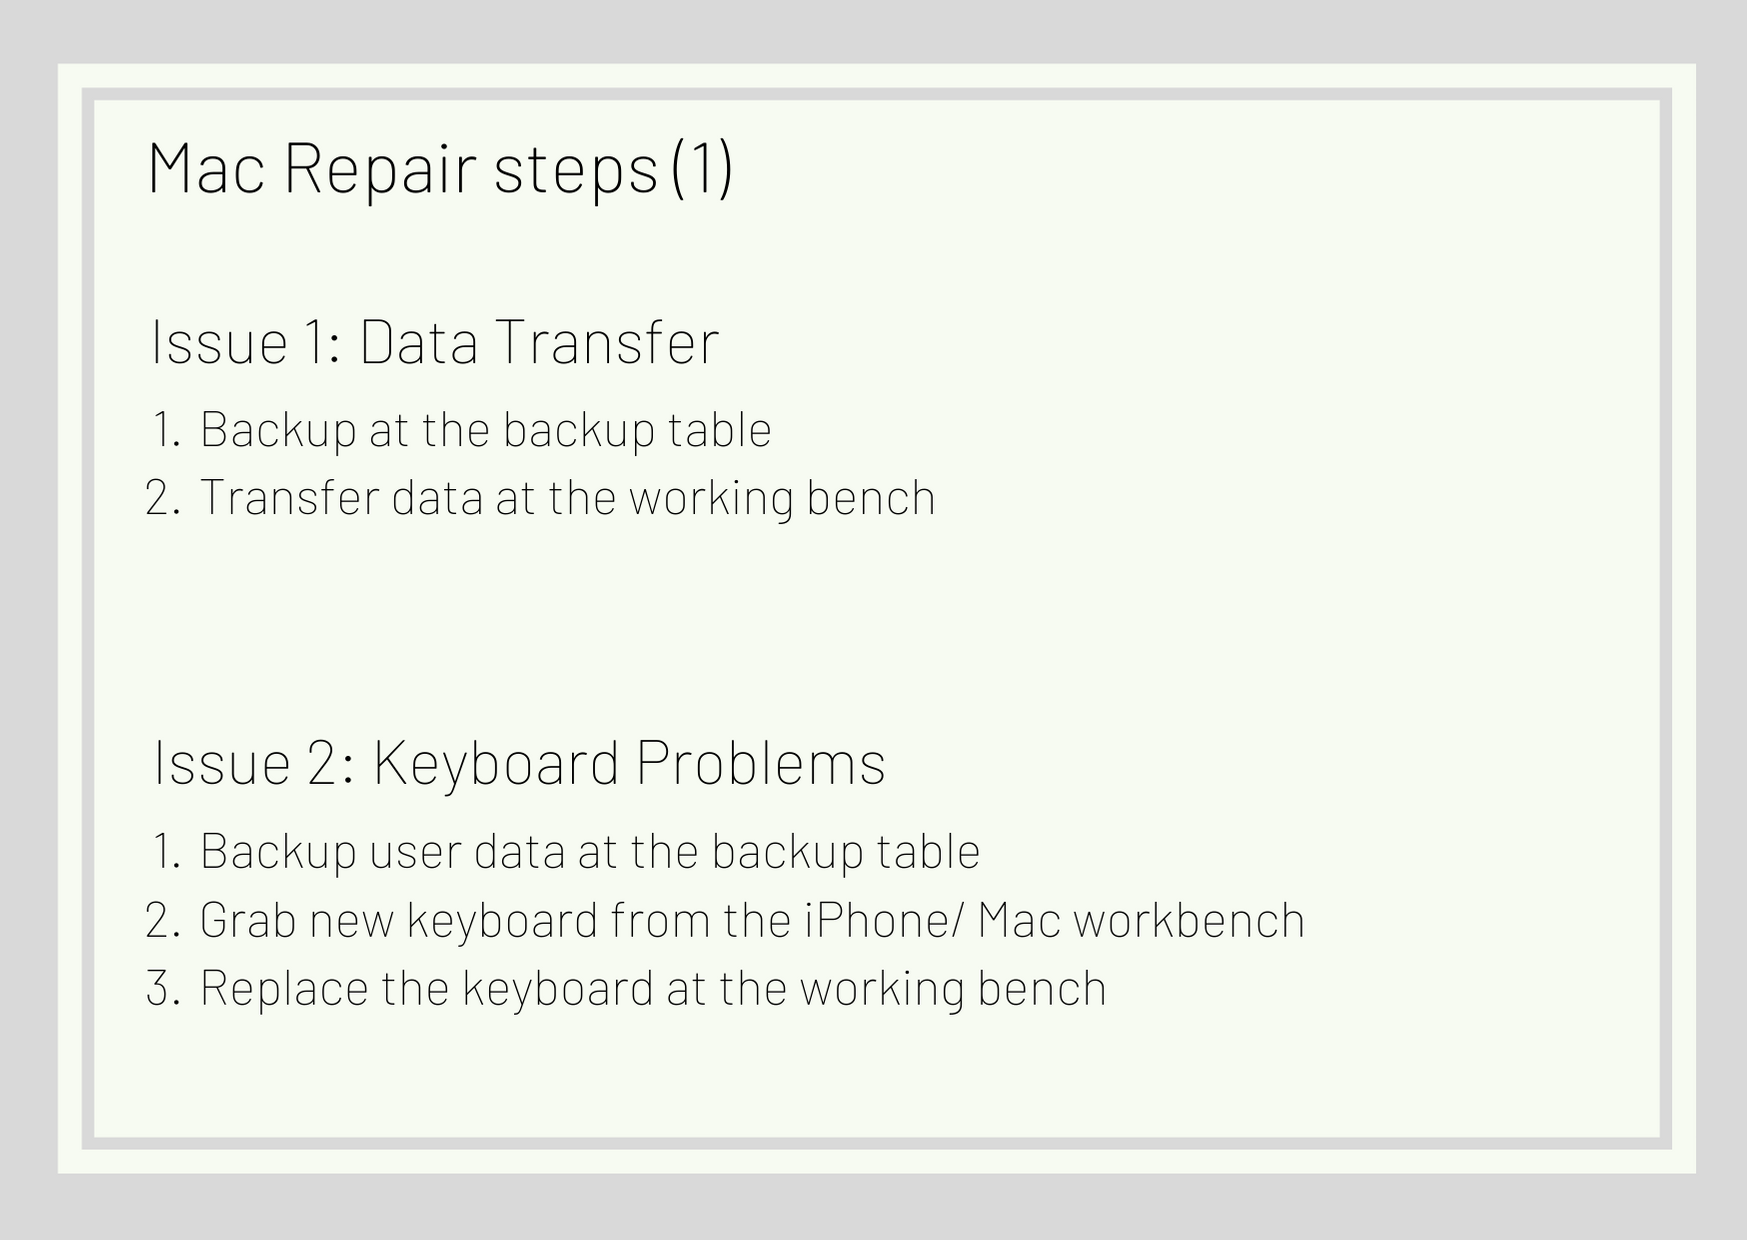 Mac Repair steps (1)
Issue 1: Data Transfer
1. Backup at the backup table
2. Transfer data at the working bench
Issue 2: Keyboard Problems
1. Backup user data at the backup table
2. Grab new keyboard from the iPhone/ Mac workbench
3. Replace the keyboard at the working bench